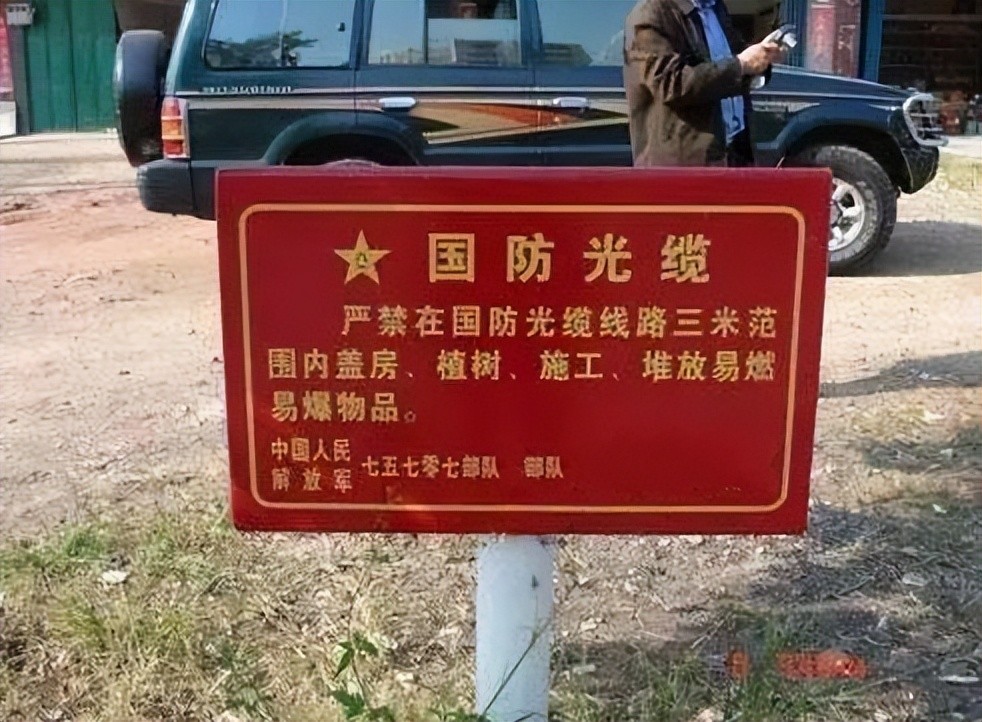 国防光缆
严禁在国防光缆线路三米范
围内盖房、植树、施工、堆放易燃
易爆物品。
中国人民
解放军 七五七零七部队 部队